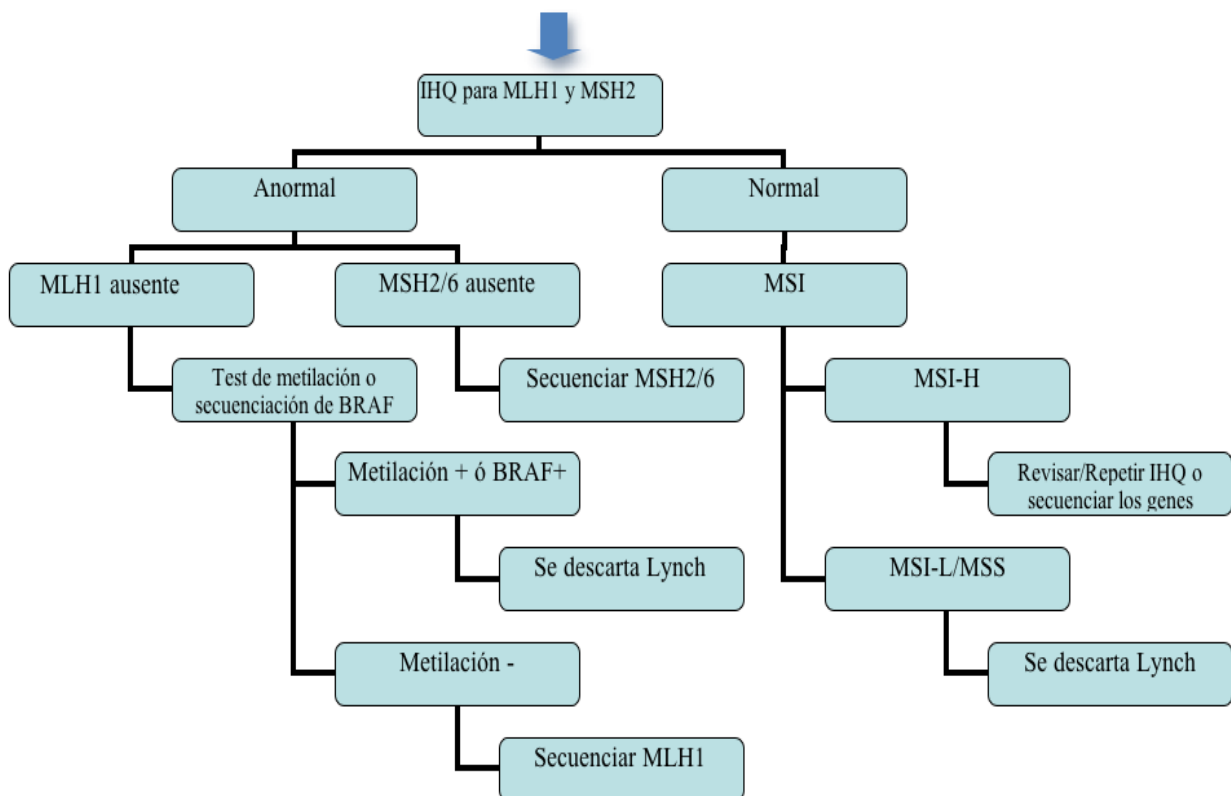 IHQ para MLH1 y MSH2
Anormal
Normal
MLH1 ausente
MSH2/6 ausente
MSI
Test de metilación o
secuenciación de BRAF
Secuenciar MSH2/6
MSI-H
Metilación + ó BRAF+
Revisar/Repetir IHQ o
secuenciar los genes
Se descarta Lynch
MSI-L/MSS
Metilación -
Se descarta Lynch
Secuenciar MLH1